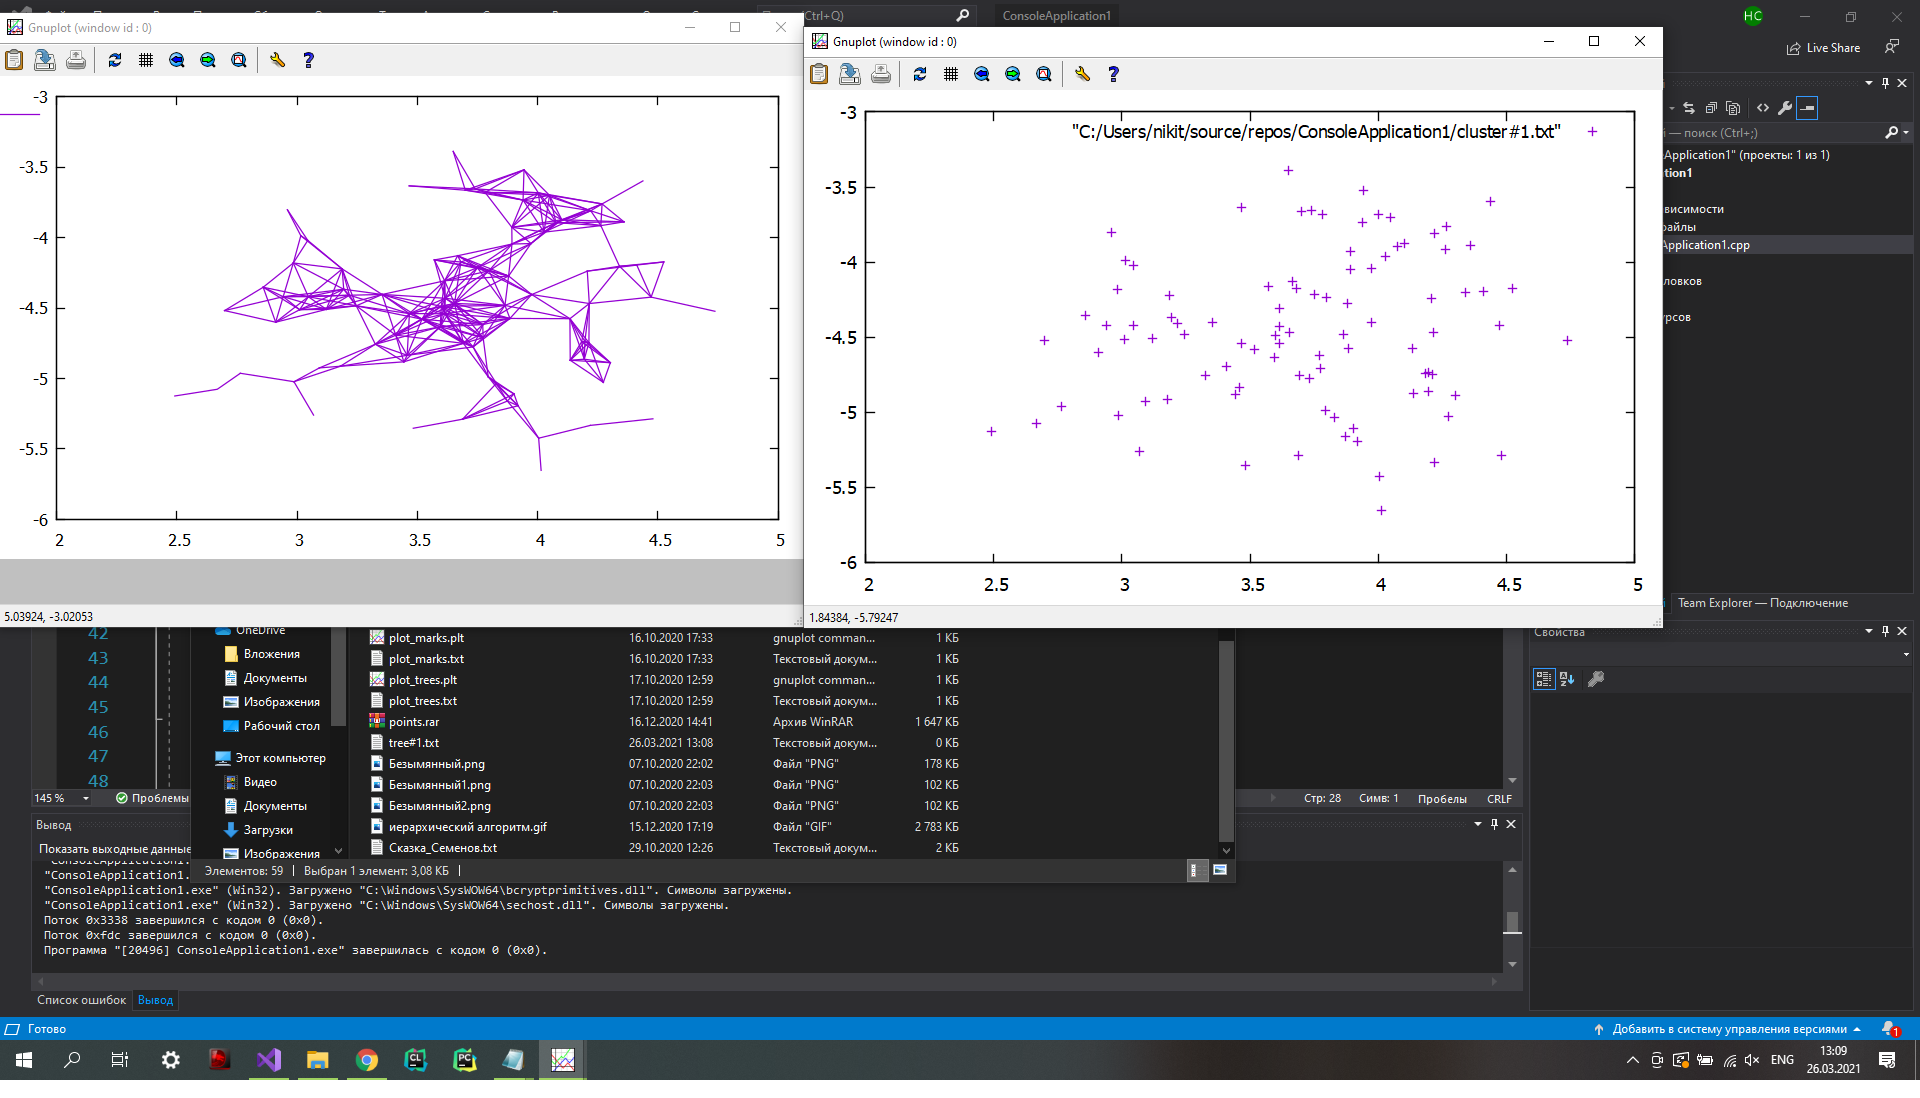 (Ctrl+Q)
ConsoleApplication1
НС
Gnuplot (window id : 0)
Gnuplot (window id : 0)
Live Share
-3
-3.5
-4
-4.5
-5
-5.5
-6
2 2.5 3 3.5 4 4.5 5
5.03924, -3.02053
"C:/Users/nikit/source/repos/ConsoleApplication1/cluster#1.txt"
-3
-3.5
-4
-4.5
-5
-5.5
-6
2 2.5 3 3.5 4 4.5 5
1.84384, -5.79247
— поиск (Ctrl+;)
Application1" (проекты: 1 из 1)
tion1
висимости
Application1.cpp
Team Explorer — Подключение
Свойства
42
43
44
45
46
47
48
OneDrive
Вложения
Документы
Изображения
Рабочий стол
Этот компьютер
Видео
Документы
Загрузки
Изображения
plot_marks.plt 16.10.2020 17:33 gnuplot comman... 1 КБ
plot_marks.txt 16.10.2020 17:33 Текстовый докум... 1 КБ
plot_trees.plt 17.10.2020 12:59 gnuplot comman... 1 КБ
plot_trees.txt 17.10.2020 12:59 Текстовый докум... 1 КБ
points.rar 16.12.2020 14:41 Архив WinRAR 1 647 КБ
tree#1.txt 26.03.2021 13:08 Текстовый докум... 0 КБ
Безымянный.png 07.10.2020 22:02 Файл "PNG" 178 КБ
Безымянный1.png 07.10.2020 22:03 Файл "PNG" 102 КБ
Безымянный2.png 07.10.2020 22:03 Файл "PNG" 102 КБ
иерархический алгоритм.gif 15.12.2020 17:19 Файл "GIF" 2 783 КБ
Сказка_Семенов.txt 29.10.2020 12:26 Текстовый докум... 2 КБ
Элементов: 59 Выбран 1 элемент: 3,08 КБ
145 % Проблемы
Стр: 28 Симв: 1 Пробелы CRLF
Вывод
Показать выходные данные
"ConsoleApplication1.
"ConsoleApplication1.
"ConsoleApplication1.exe" (Win32). Загружено "C:\Windows\SysWOW64\bcryptprimitives.dll". Символы загружены.
"ConsoleApplication1.exe" (Win32). Загружено "C:\Windows\SysWOW64\sechost.dll". Символы загружены.
Поток 0x3338 завершился с кодом 0 (0x0).
Поток 0xfdc завершился с кодом 0 (0x0).
Программа "[20496] ConsoleApplication1.exe" завершилась с кодом 0 (0x0).
Список ошибок Вывод
Готово
Добавить в систему управления версиями
1
ENG
13:09
26.03.2021